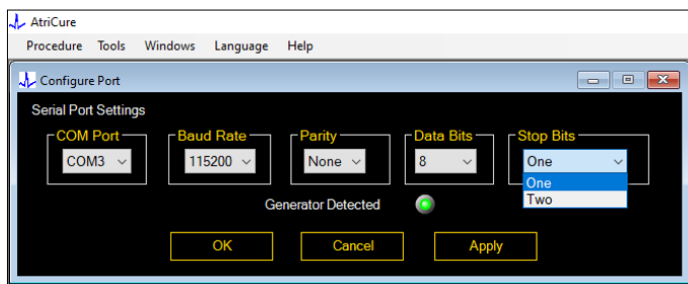 AtriCure
Procedure Tools Windows Language Help
Configure Port
Serial Port Settings
COM Port Baud Rate Parity Data Bits Stop Bits
COM3 115200 None 8 One
One
Two
Generator Detected
OK Cancel Apply